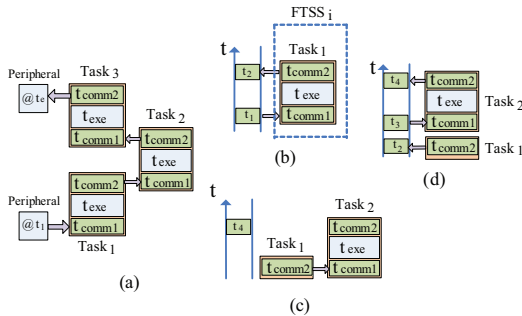 Peripheral
@ te
Task 3
tcomm2
texe
tcomm1
Task 2
tcomm2
texe
tcomm1
tcomm2
texe
tcomm1
Task 1
Peripheral
@ t1
(a)
FTSS i
t
Task 1
t2
tcomm2
texe
t1
tcomm1
(b)
t
t4
tcomm2
texe
Task 2
t3
tcomm1
t2
tcomm2
Task 1
(d)
t
t4
Task 1
tcomm2
Task 2
tcomm2
texe
tcomm1
(c)